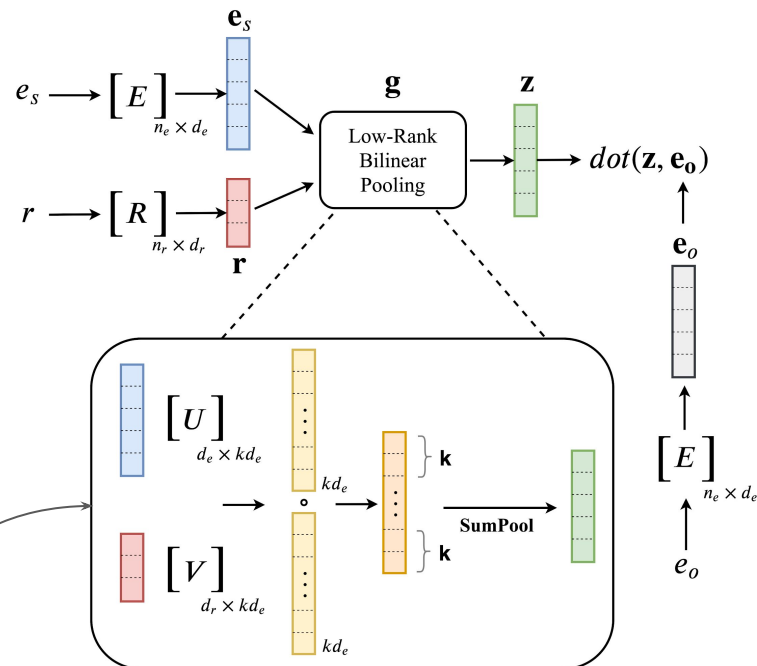 e_s
g
z
e_s
[E]
n_e × d_e
Low-Rank
Bilinear
Pooling
dot(z, e_o)
r
[R]
n_r × d_r
r
e_o
[U]
d_e × kd_e
kd_e
k
[E]
n_e × d_e
∘
SumPool
[V]
d_r × kd_e
k
e_o
kd_e